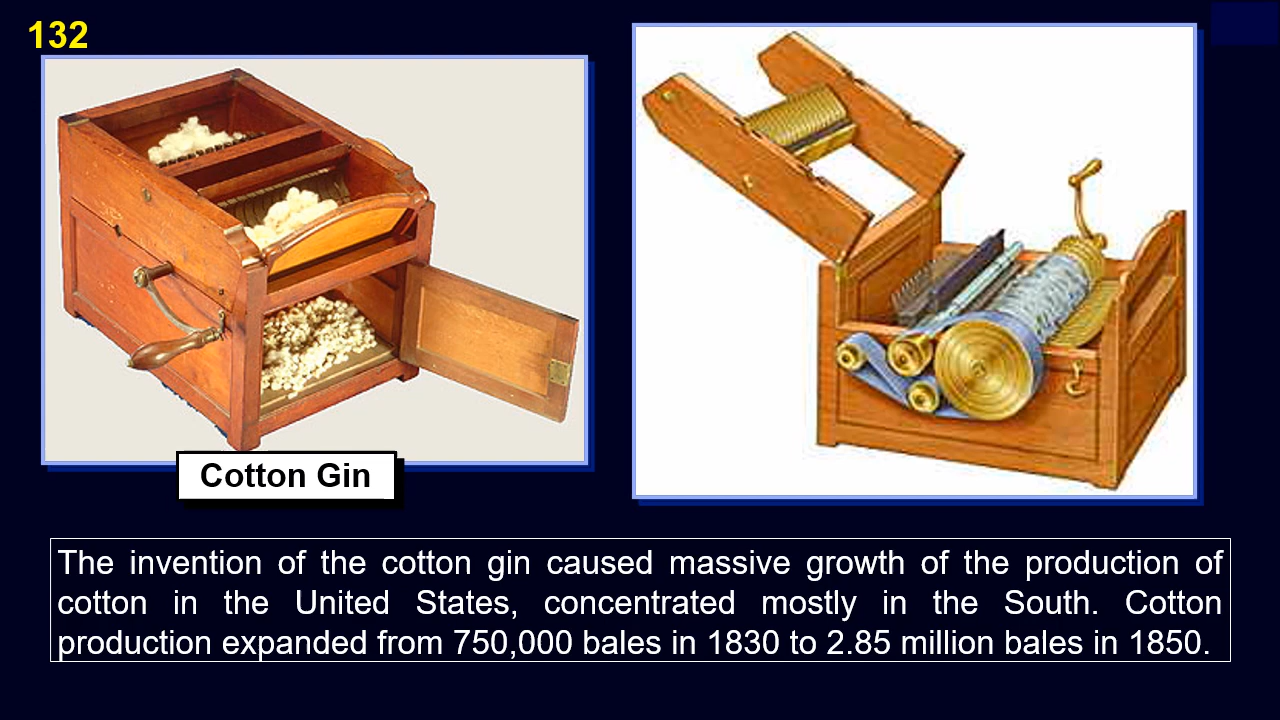 132
Cotton Gin
The invention of the cotton gin caused massive growth of the production of
cotton in the United States, concentrated mostly in the South. Cotton
production expanded from 750,000 bales in 1830 to 2.85 million bales in 1850.